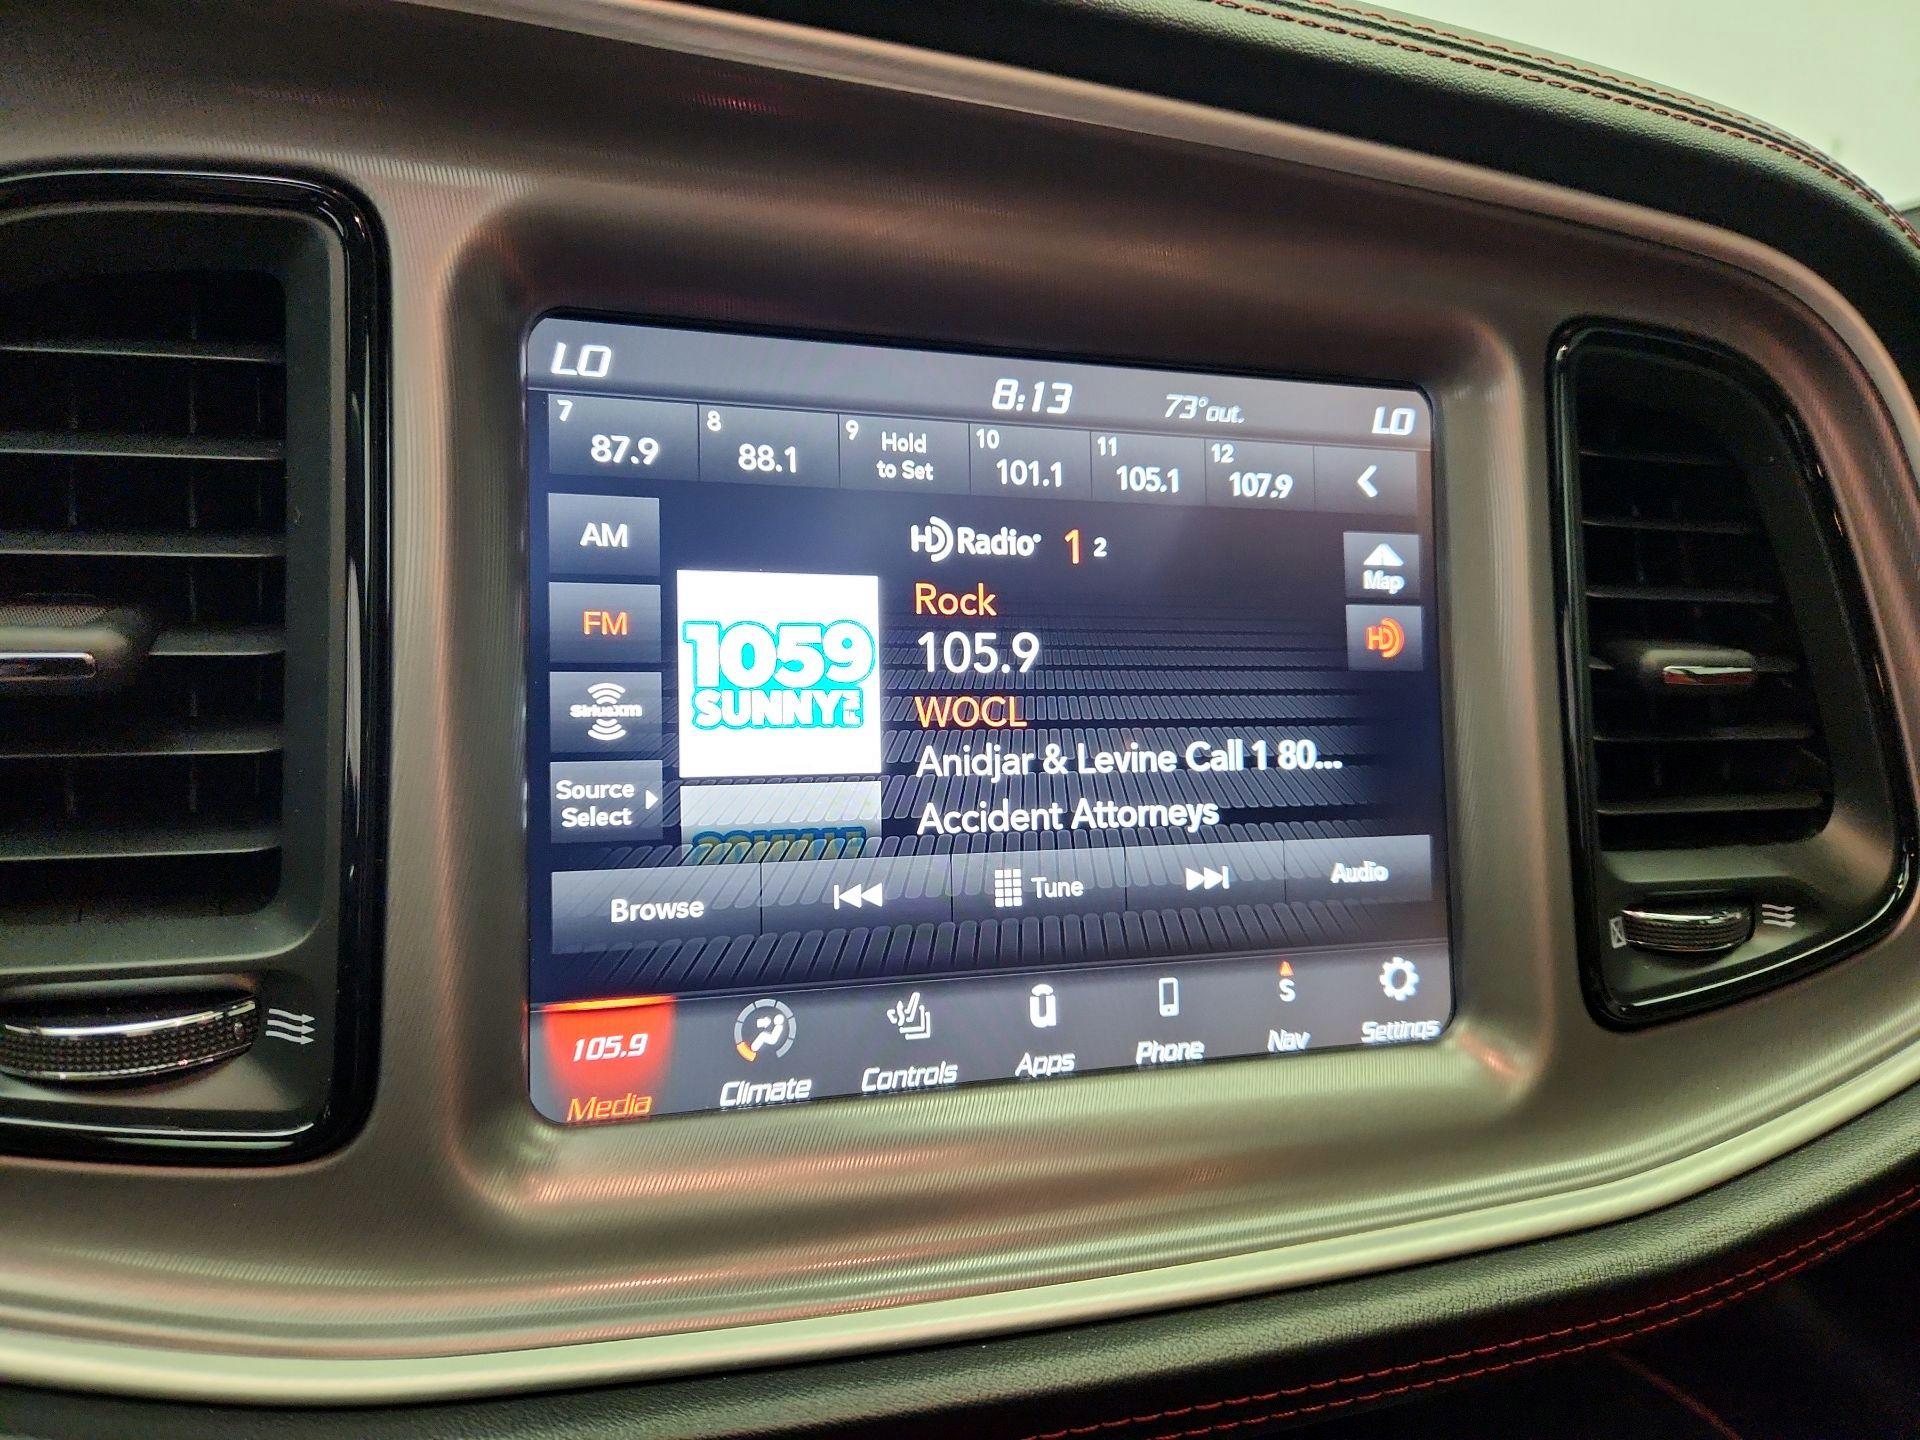 LO
8:13
73° out.
LO
7
87.9
8
88.1
9
Hold
to Set
10
101.1
11
105.1
12
107.9
AM
HD Radio
1 2
Map
FM
1059
SUNNY FM
Rock
105.9
HD
WOCL
SiriusXM
Anidjar & Levine Call 1 80...
Source
Select
Accident Attorneys
Browse
Tune
Audio
105.9
Media
Climate
Controls
Apps
Phone
S
Nav
Settings